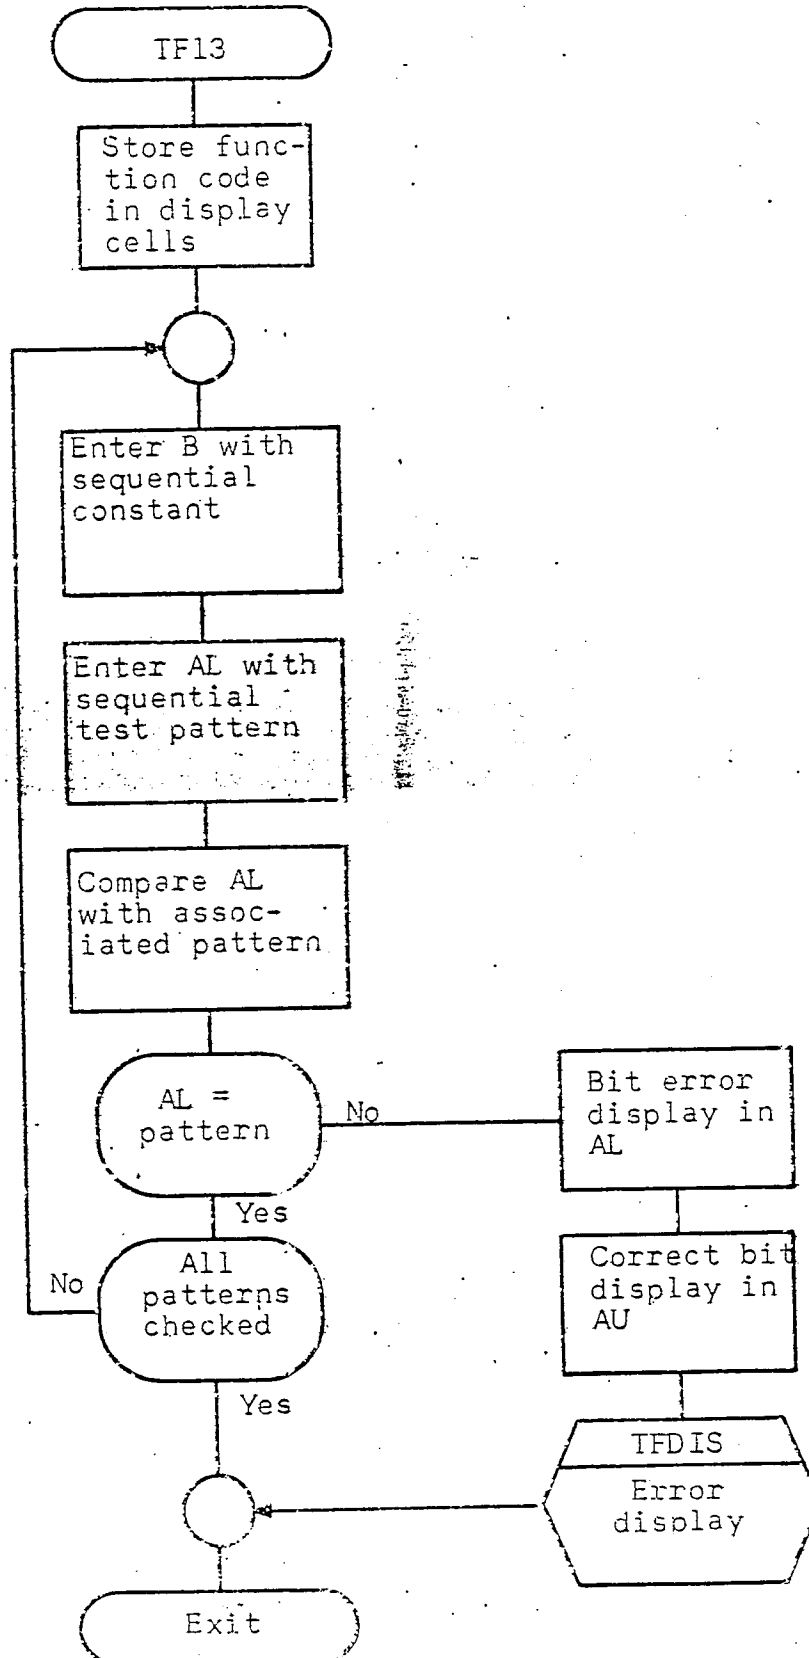 TF13
Store func-
tion code
in display
cells
Enter B with
sequential
constant
Enter AL with
sequential
test pattern
Compare AL
with assoc-
iated pattern
AL =
pattern
No
Yes
All
patterns
checked
No
Yes
Bit error
display in
AL
Correct bit
display in
AU
TFDIS
Error
display
Exit